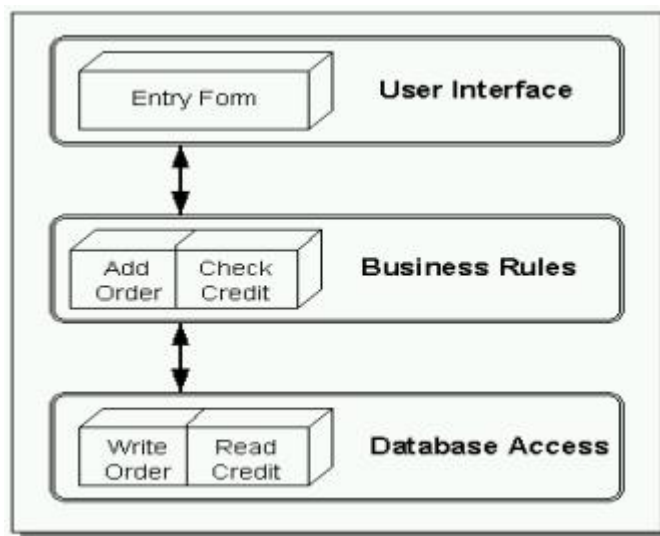 Entry Form
User Interface
Add
Order
Check
Credit
Business Rules
Write
Order
Read
Credit
Database Access